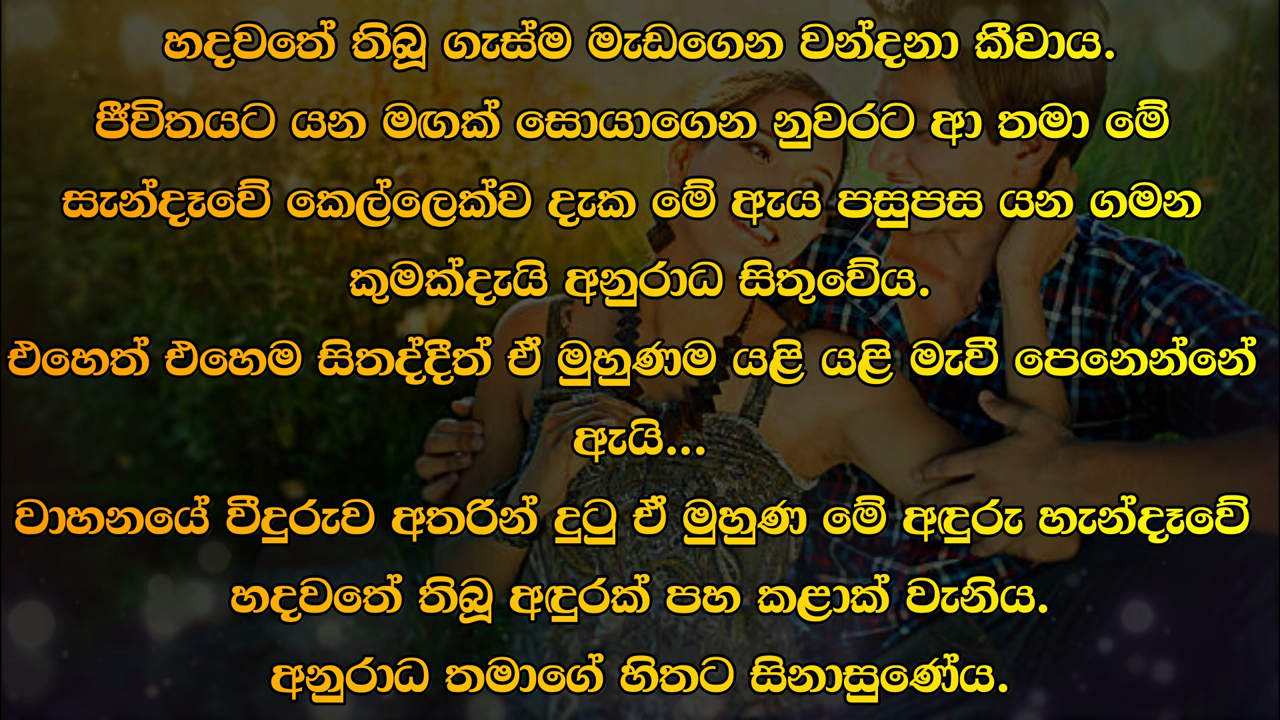 හදවතේ තිබූ ගැස්ම මැඩගෙන වන්දනා කීවාය.
ජීවිතයට යන මඟක් සොයාගෙන නුවරට ආ තමා මේ
සැන්දෑවේ කෙල්ලෙක්ව දැක මේ ඇය පසුපස යන ගමන
කුමක්දැයි අනුරාධ සිතුවේය.
එහෙත් එහෙම සිතද්දීත් ඒ මුහුණම යළි යළි මැවී පෙනෙන්නේ
ඇයි...
වාහනයේ වීදුරුව අතරින් දුටු ඒ මුහුණ මේ අඳුරු හැන්දෑවේ
හදවතේ තිබූ අඳුරක් පහ කළාක් වැනිය.
අනුරාධ තමාගේ හිතට සිනාසුණේය.